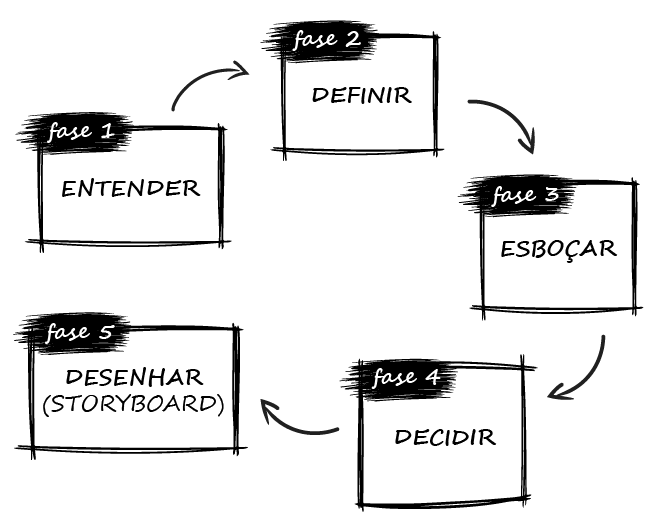 fase 1
ENTENDER
fase 2
DEFINIR
fase 3
ESBOÇAR
fase 4
DECIDIR
fase 5
DESENHAR
(STORYBOARD)